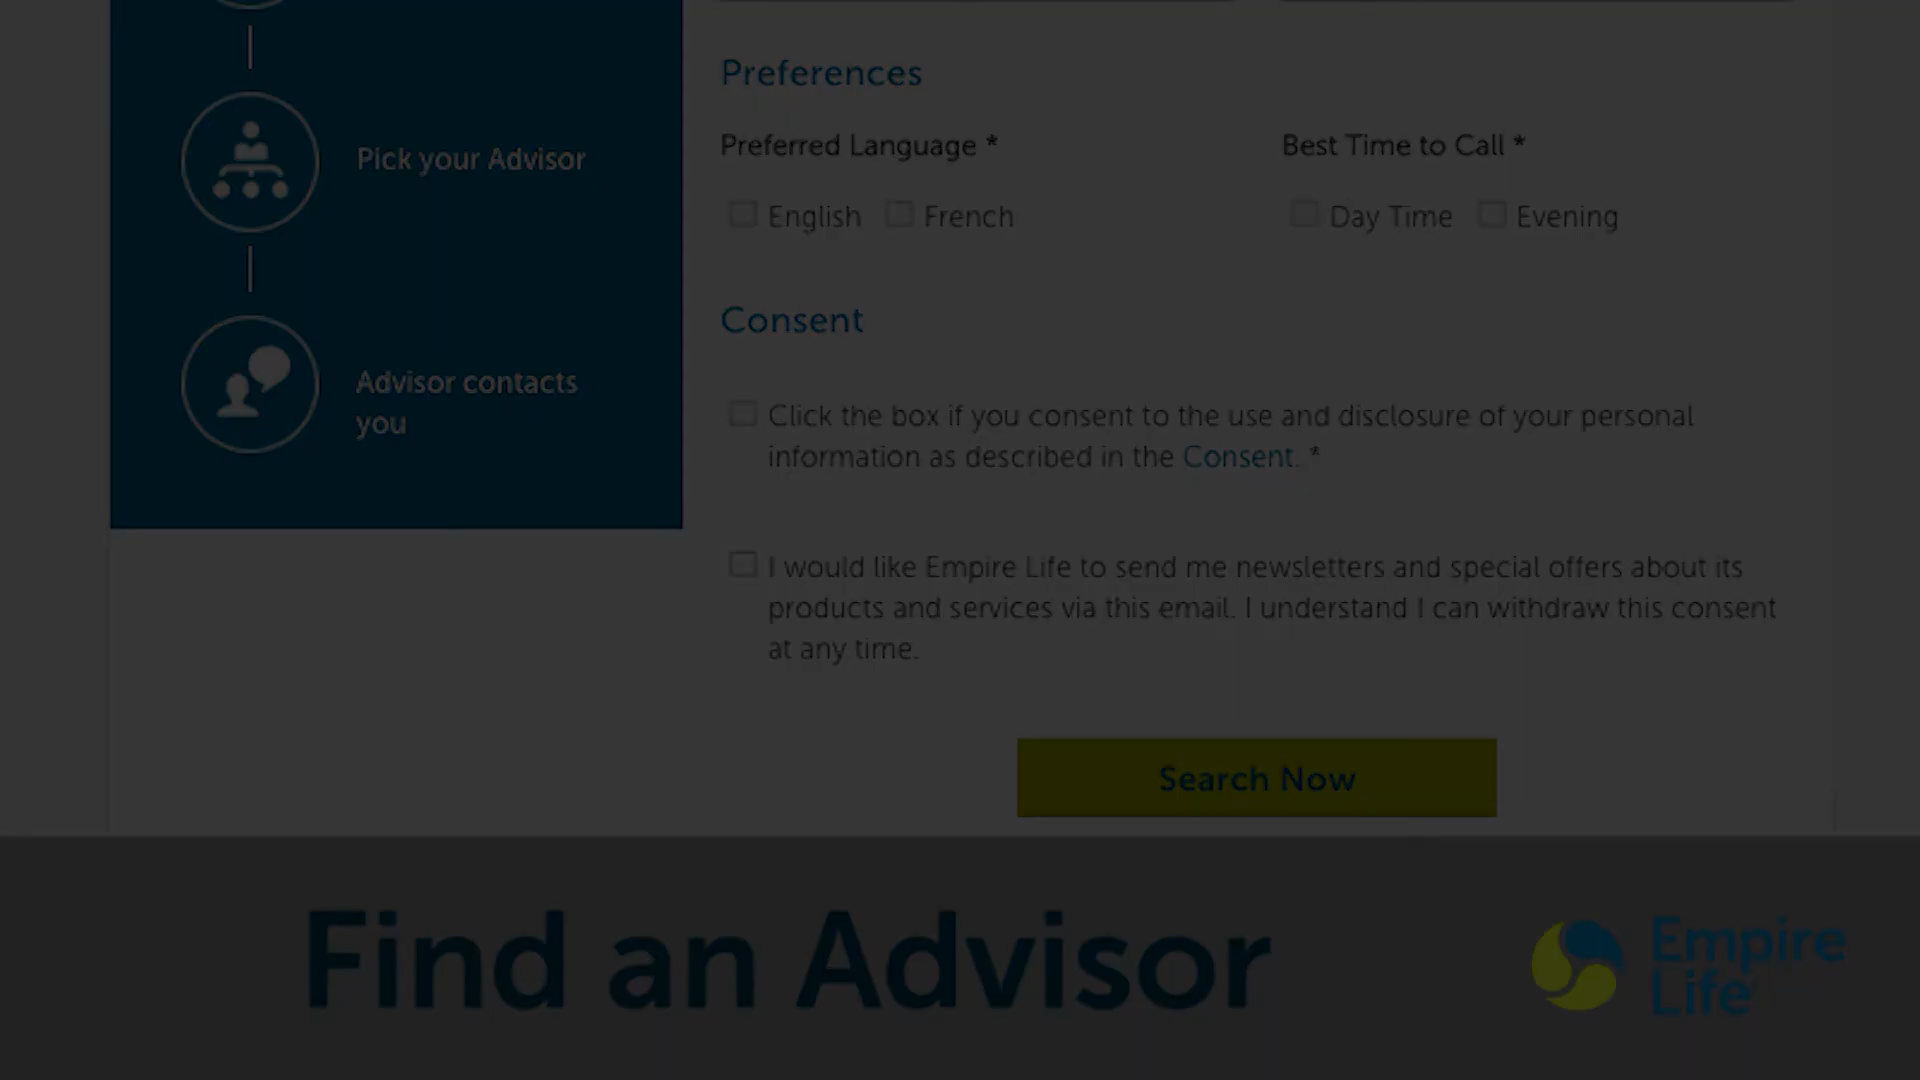 Pick your Advisor
Advisor contacts
you
Preferences
Preferred Language *
English French
Best Time to Call *
Day Time Evening
Consent
Click the box if you consent to the use and disclosure of your personal
information as described in the Consent. *
I would like Empire Life to send me newsletters and special offers about its
products and services via this email. I understand I can withdraw this consent
at any time.
Search Now
Find an Advisor
Empire
Life